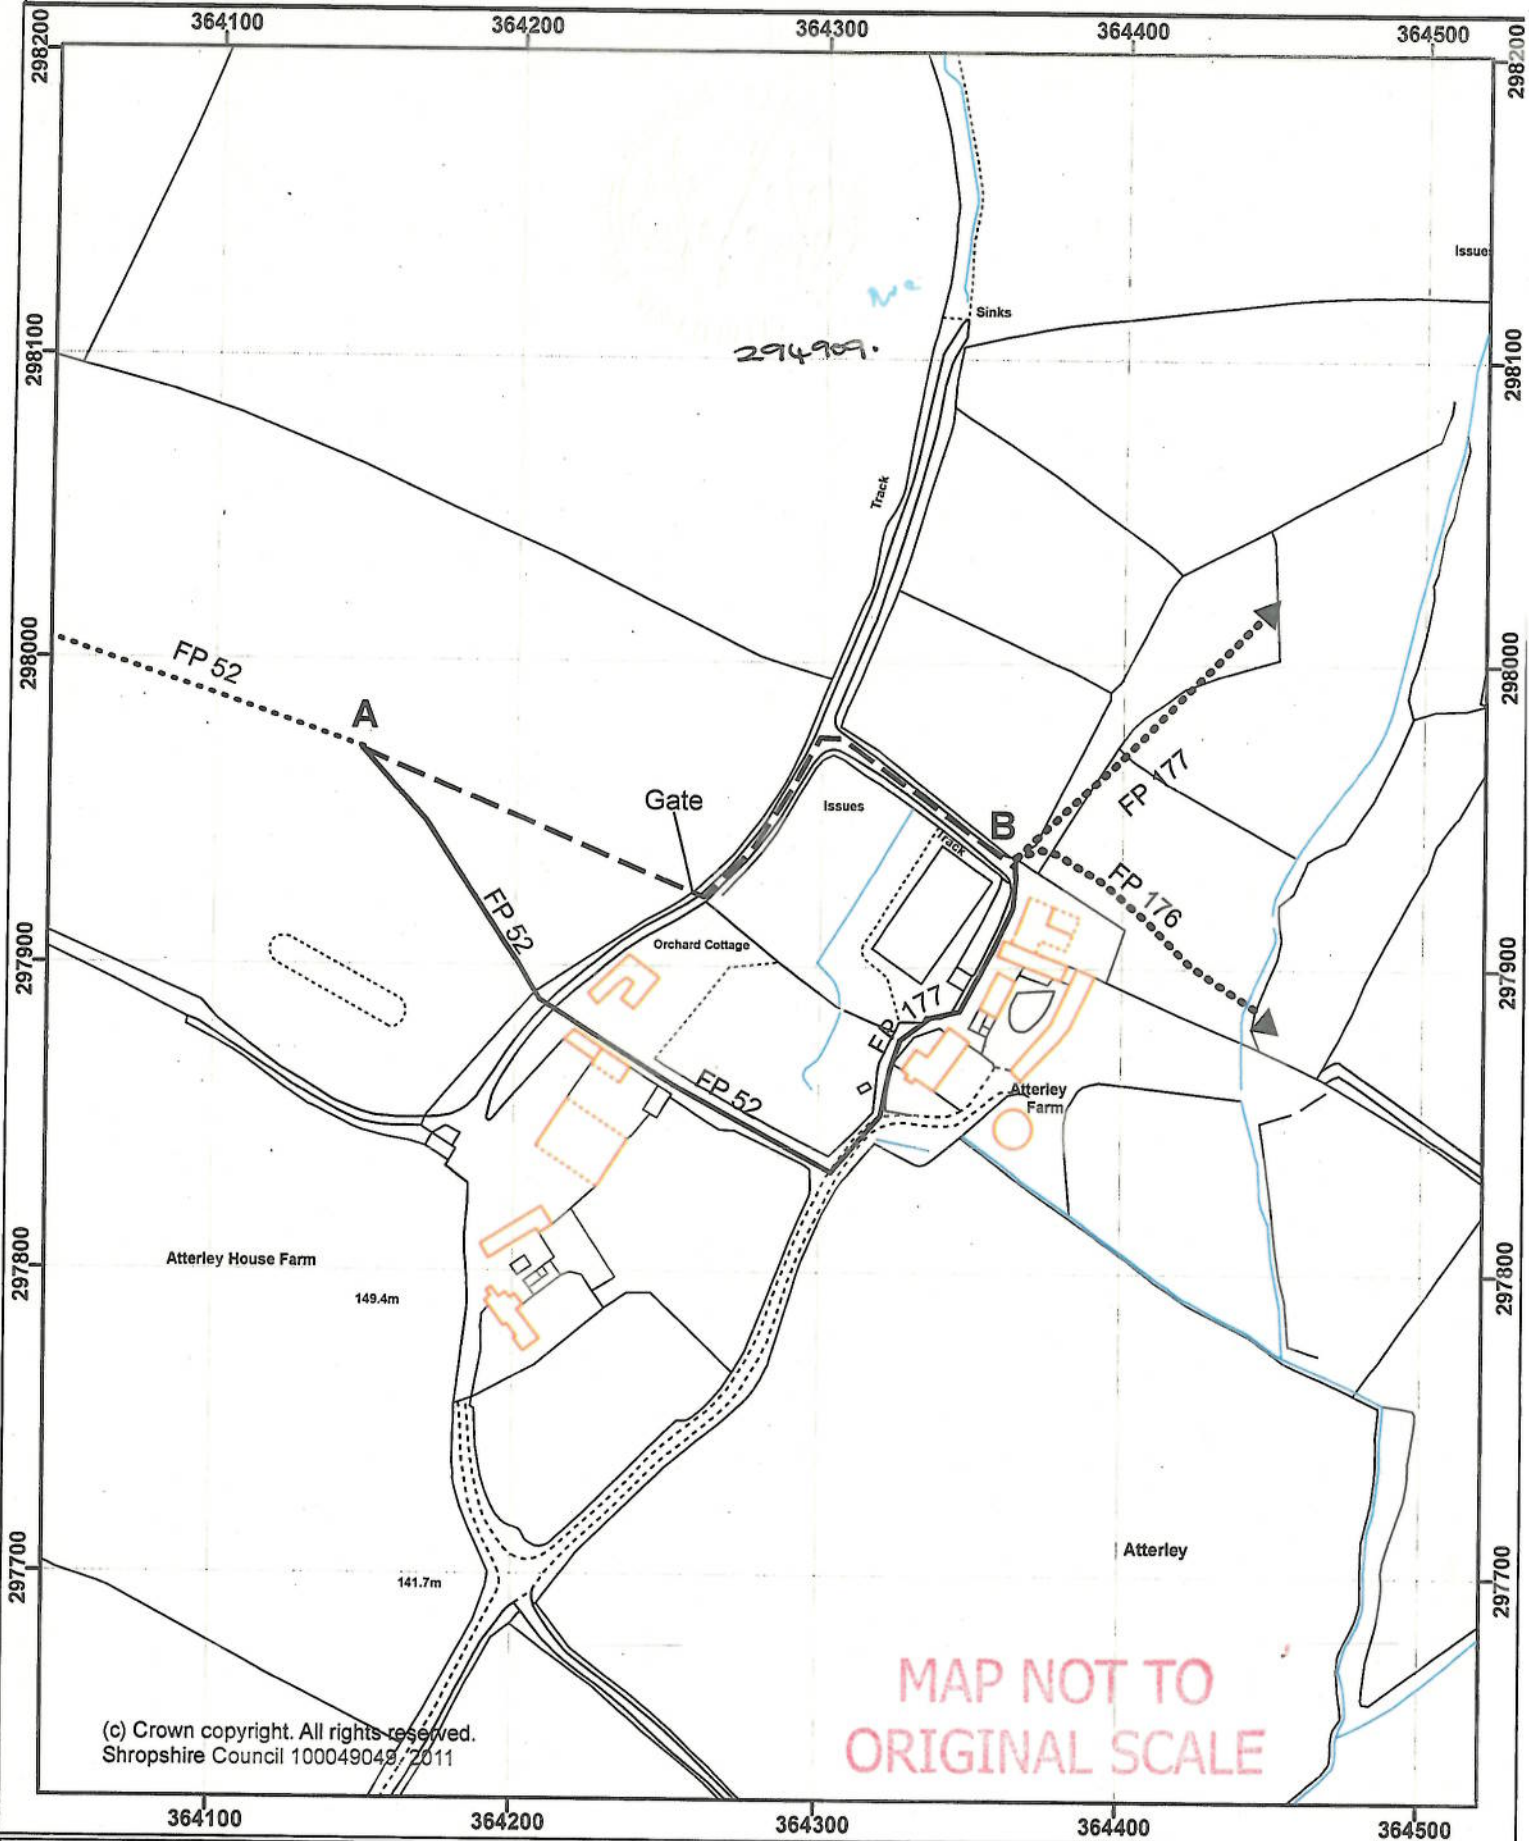 364100
364200
364300
364400
364500
298200
298200
Issue
Sinks
294909.
298100
298100
Track
FP 52
298000
298000
A
FP 177
Gate
Issues
B
Track
FP 176
FP 52
297900
Orchard Cottage
297900
FP 177
FP 52
Atterley
Farm
Atterley House Farm
297800
297800
149.4m
Atterley
297700
141.7m
297700
MAP NOT TO
ORIGINAL SCALE
(c) Crown copyright. All rights reserved.
Shropshire Council 100049049. 2011
364100
364200
364300
364400
364500